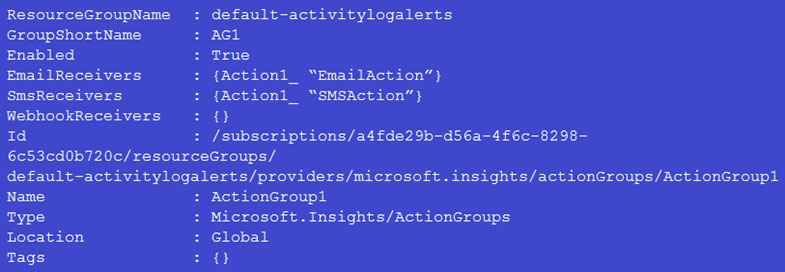 ResourceGroupName : default-activitylogalerts
GroupShortName : AG1
Enabled : True
EmailReceivers : {Action1_ “EmailAction”}
SmsReceivers : {Action1_ “SMSAction”}
WebhookReceivers : {}
Id : /subscriptions/a4fde29b-d56a-4f6c-8298-
6c53cd0b720c/resourceGroups/
default-activitylogalerts/providers/microsoft.insights/actionGroups/ActionGroup1
Name : ActionGroup1
Type : Microsoft.Insights/ActionGroups
Location : Global
Tags : {}